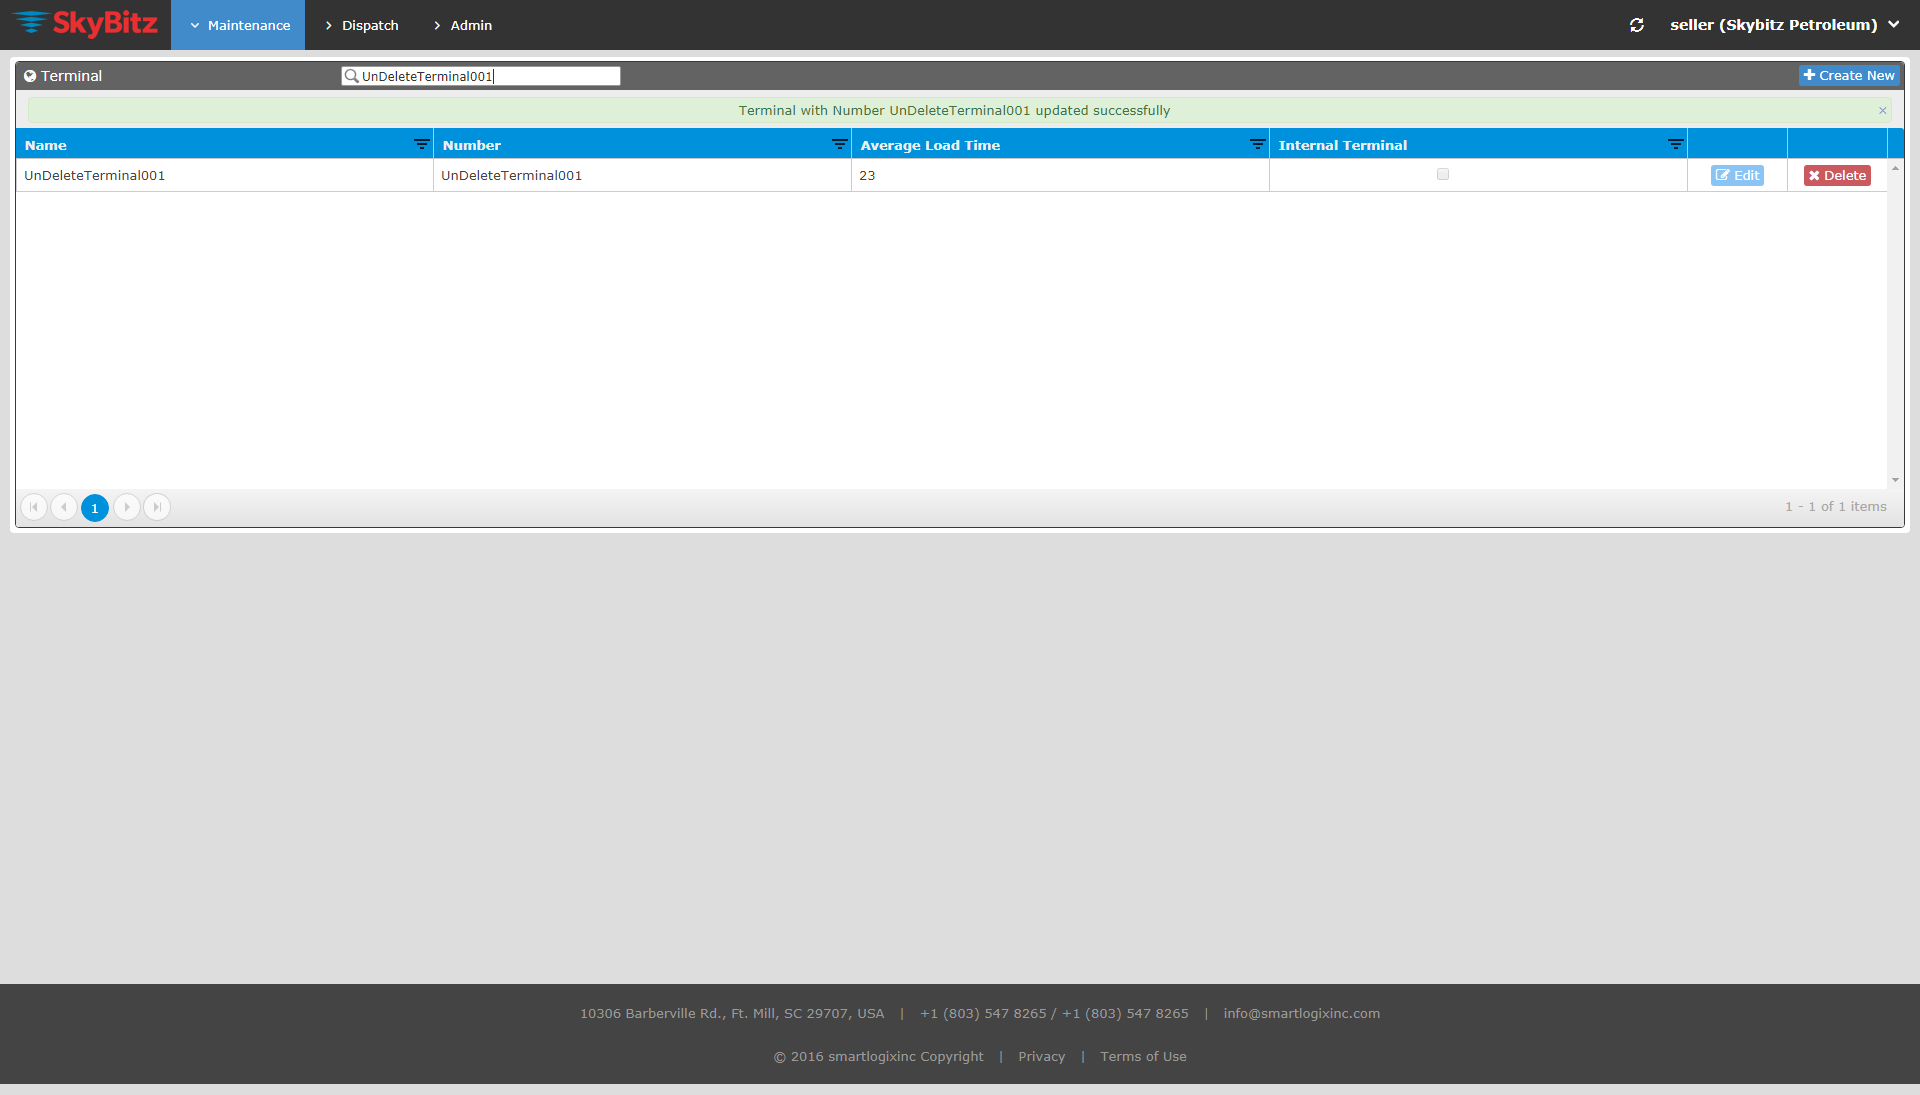 SkyBitz Maintenance Dispatch Admin seller (Skybitz Petroleum)
Terminal UnDeleteTerminal001 Create New
Terminal with Number UnDeleteTerminal001 updated successfully ×
Name Number Average Load Time Internal Terminal
UnDeleteTerminal001 UnDeleteTerminal001 23 Edit Delete
1 1 - 1 of 1 items
10306 Barberville Rd., Ft. Mill, SC 29707, USA | +1 (803) 547 8265 / +1 (803) 547 8265 | info@smartlogixinc.com
© 2016 smartlogixinc Copyright | Privacy | Terms of Use